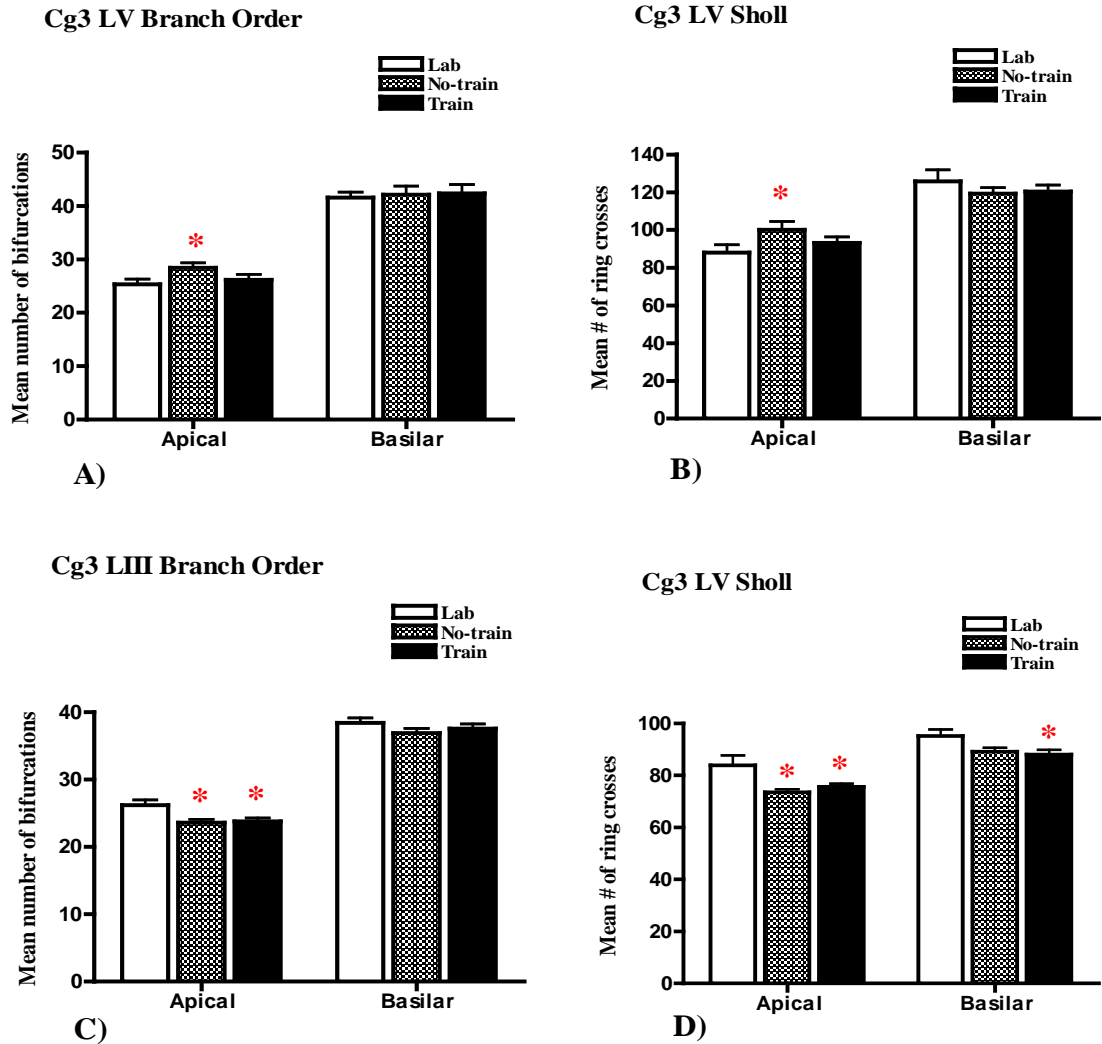 Cg3 LV Branch Order
Lab
No-train
Train
Mean number of bifurcations
50
40
30
20
10
0
*
Apical
Basilar
A)
Cg3 LV Sholl
Lab
No-train
Train
Mean # of ring crosses
140
120
100
80
60
40
20
0
*
Apical
Basilar
B)
Cg3 LIII Branch Order
Lab
No-train
Train
Mean number of bifurcations
40
30
20
10
0
* *
Apical
Basilar
C)
Cg3 LV Sholl
Lab
No-train
Train
Mean # of ring crosses
100
80
60
40
20
0
* * *
Apical
Basilar
D)